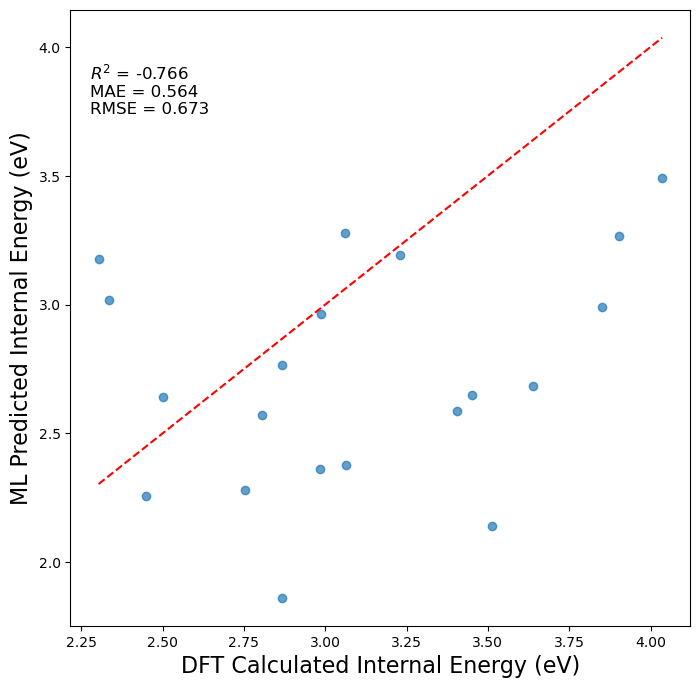 R² = -0.766
MAE = 0.564
RMSE = 0.673
4.0
3.5
3.0
2.5
2.0
ML Predicted Internal Energy (eV)
2.25 2.50 2.75 3.00 3.25 3.50 3.75 4.00
DFT Calculated Internal Energy (eV)